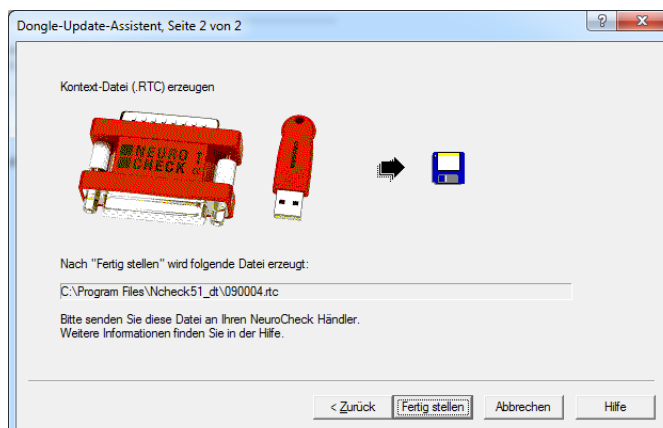 Dongle-Update-Assistent, Seite 2 von 2
Kontext-Datei (.RTC) erzeugen
NEURO
CHECK
Nach "Fertig stellen" wird folgende Datei erzeugt:
C:\Program Files\Ncheck51_dt\090004.rtc
Bitte senden Sie diese Datei an Ihren NeuroCheck Händler.
Weitere Informationen finden Sie in der Hilfe.
< Zurück Fertig stellen Abbrechen Hilfe